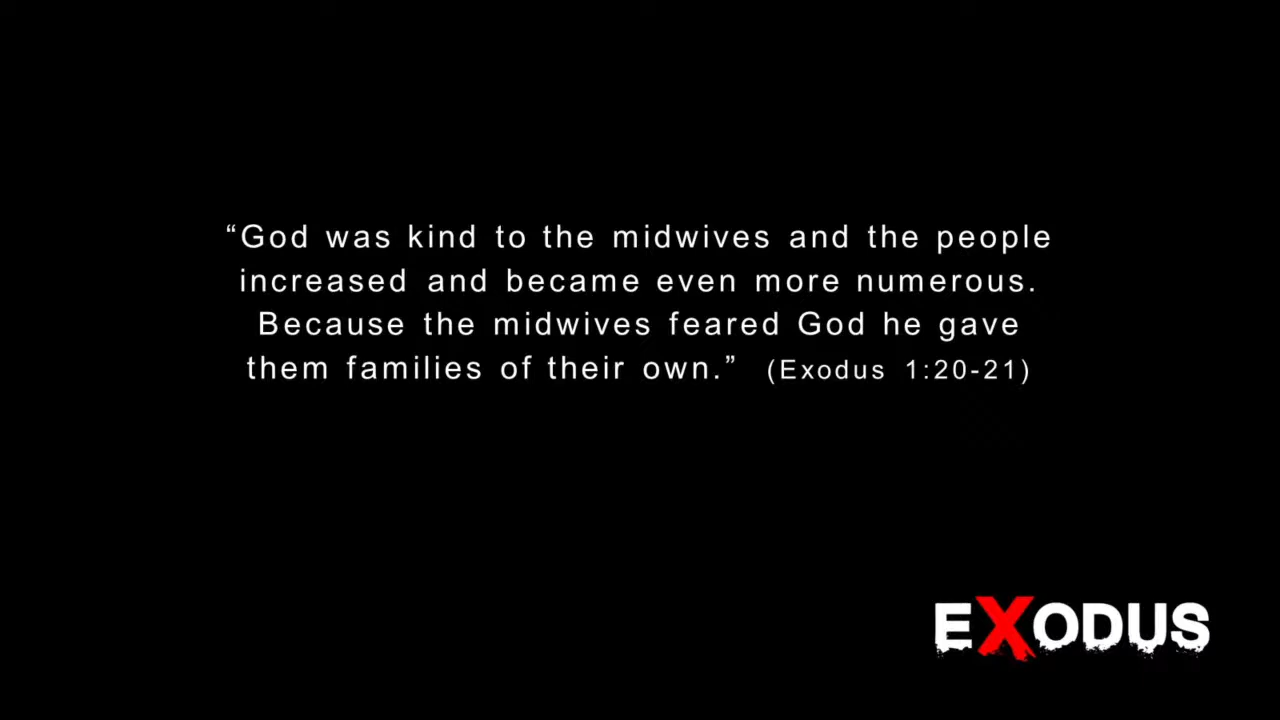 “God was kind to the midwives and the people
increased and became even more numerous.
Because the midwives feared God he gave
them families of their own.” (Exodus 1:20-21)
EXODUS